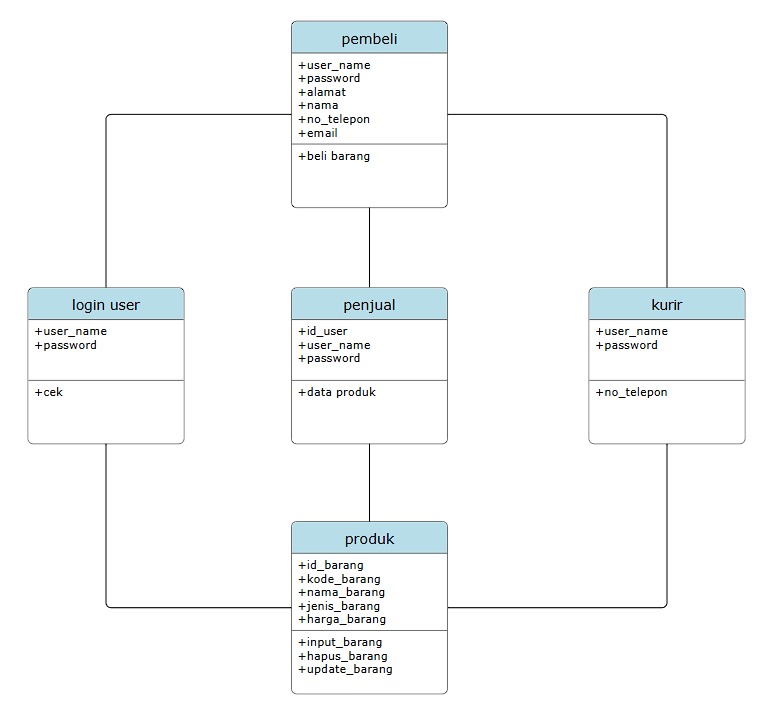 pembeli
+user_name
+password
+alamat
+nama
+no_telepon
+email
+beli barang
login user
+user_name
+password
+cek
penjual
+id_user
+user_name
+password
+data produk
kurir
+user_name
+password
+no_telepon
produk
+id_barang
+kode_barang
+nama_barang
+jenis_barang
+harga_barang
+input_barang
+hapus_barang
+update_barang